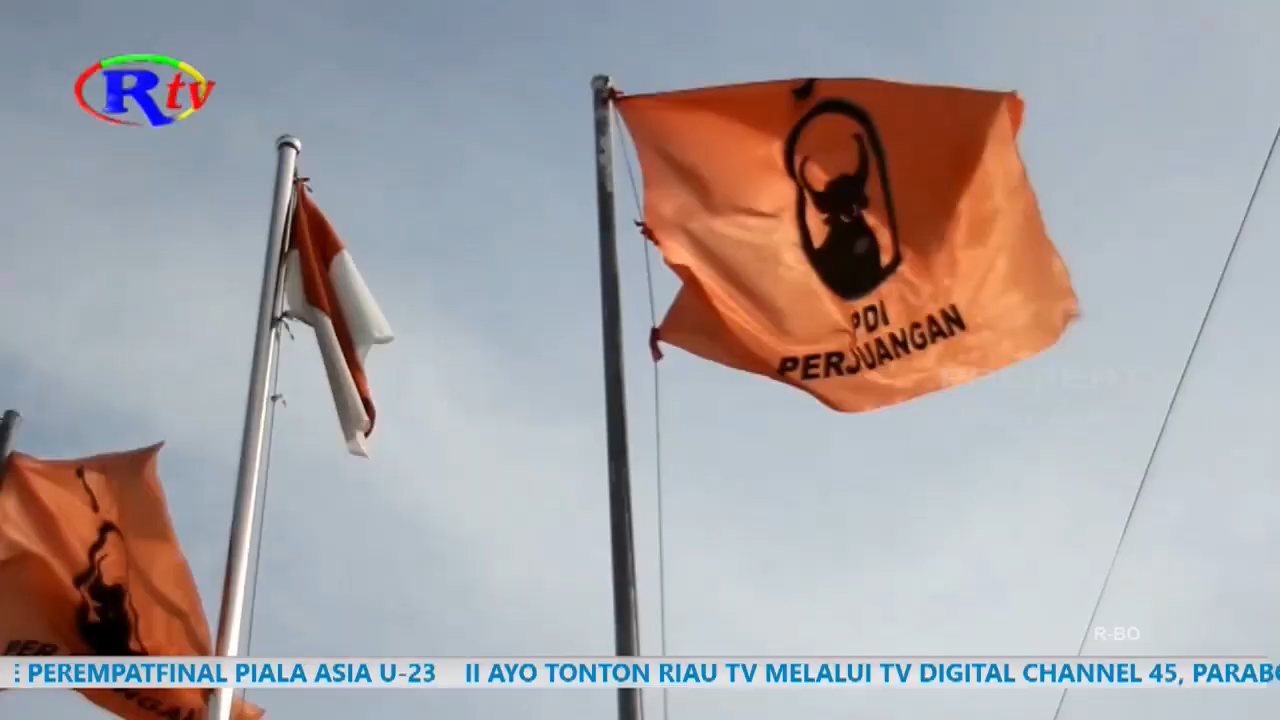 Rtv
PDI
PERJUANGAN
PER
R-BO
E PEREMPATFINAL PIALA ASIA U-23 II AYO TONTON RIAU TV MELALUI TV DIGITAL CHANNEL 45, PARABO